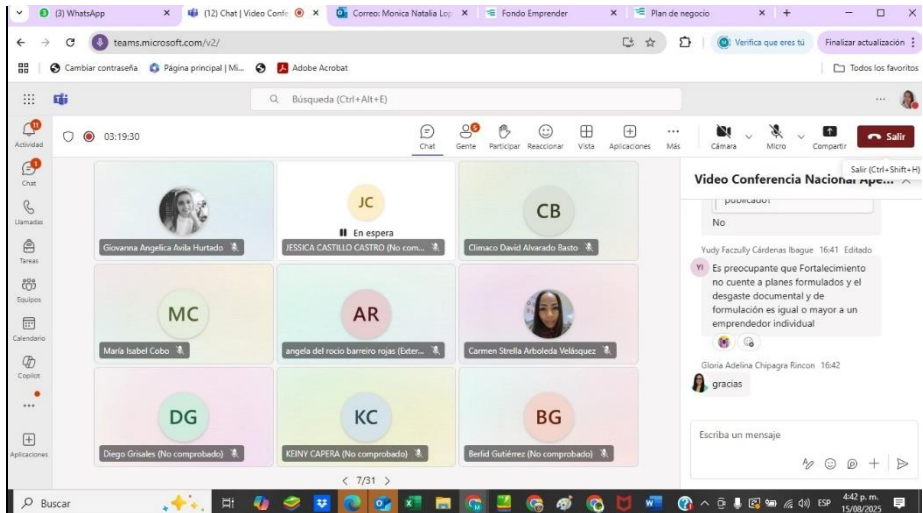 (3) WhatsApp
(12) Chat | Video Confe
Correo: Monica Natalia Lop
Fondo Emprender
Plan de negocio
teams.microsoft.com/v2/
Verifica que eres tú
Finalizar actualización
Cambiar contraseña
Página principal | Mi...
Adobe Acrobat
Todos los favoritos
Búsqueda (Ctrl+Alt+E)
11
Actividad
03:19:30
Chat
Gente
Participar
Reaccionar
Vista
Aplicaciones
Más
Cámara
Micro
Compartir
Salir
Salir (Ctrl+Shift+H)
1
Chat
Llamadas
Tareas
Equipos
Calendario
Copilot
Aplicaciones
Giovanna Angelica Avila Hurtado
JC
En espera
JESSICA CASTILLO CASTRO (No com...
CB
Climaco David Alvarado Basto
MC
María Isabel Cobo
AR
angela del rocio barreiro rojas (Exter...
Carmen Strella Arboleda Velásquez
DG
Diego Grisales (No comprobado)
KC
KEINY CAPERA (No comprobado)
BG
Berlid Gutiérrez (No comprobado)
7/31
Video Conferencia Nacional Ape...
publicado?
No
Yudy Faczully Cárdenas Ibague 16:41 Editado
YI
Es preocupante que Fortalecimiento
no cuente a planes formulados y el
desgaste documental y de
formulación es igual o mayor a un
emprendedor individual
Gloria Adelina Chipagra Rincon 16:42
gracias
Escriba un mensaje
Buscar
ESP
4:42 p. m.
15/08/2025